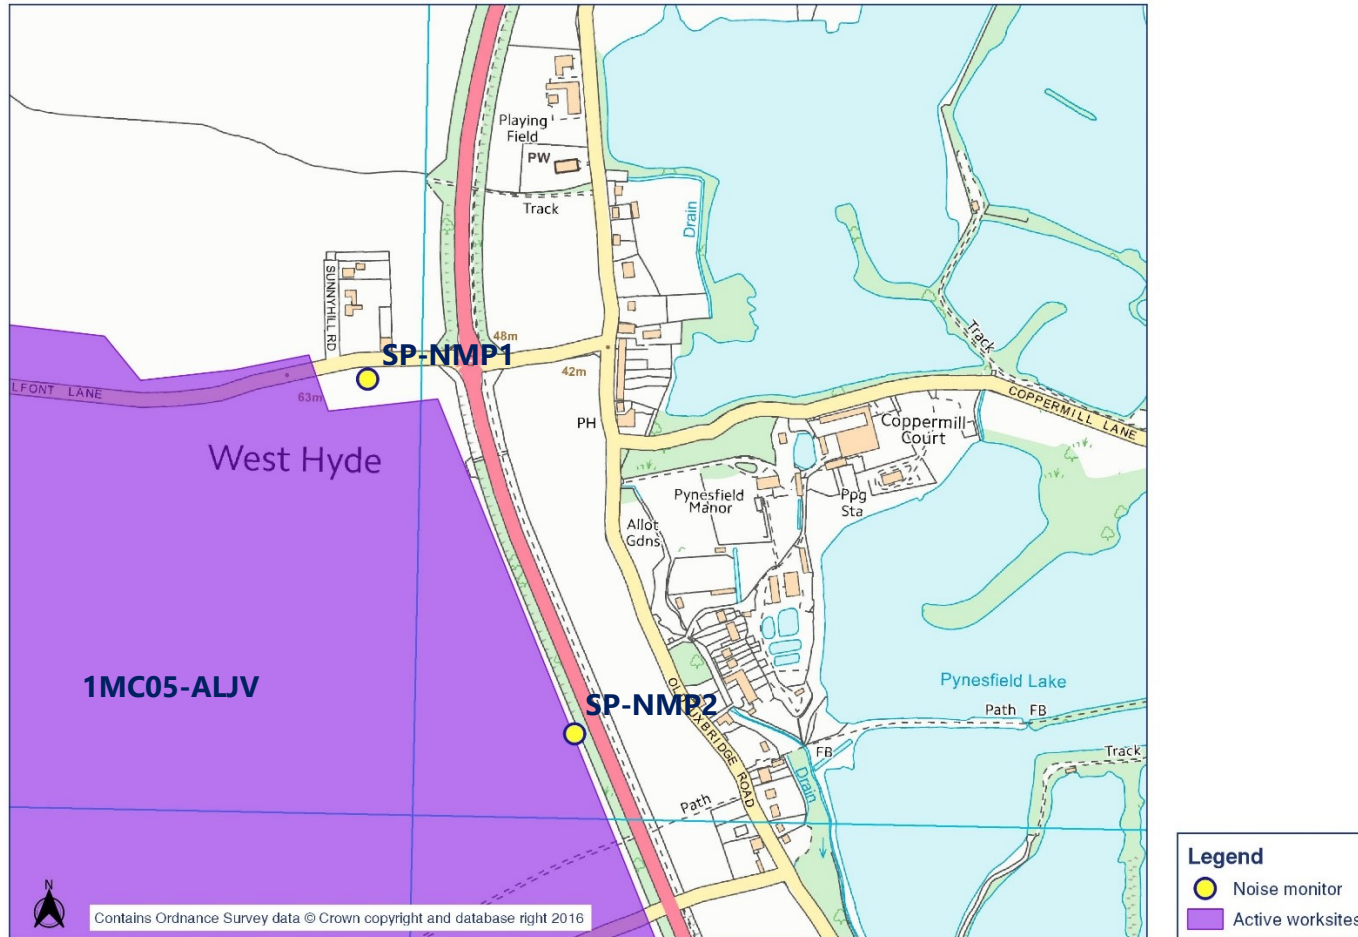 Playing
Field
PW
Track
Drain
SUNNYHILL RD
48m
SP-NMP1
42m
63m
LFONT LANE
Track
COPPERMILL LANE
PH
Coppermill
Court
West Hyde
Pynesfield
Manor
Ppg
Sta
Allot
Gdns
1MC05-ALJV
Pynesfield Lake
SP-NMP2
Path FB
OLD UXBRIDGE ROAD
FB
Track
Drain
Path
N
Contains Ordnance Survey data © Crown copyright and database right 2016
Legend
Noise monitor
Active worksites